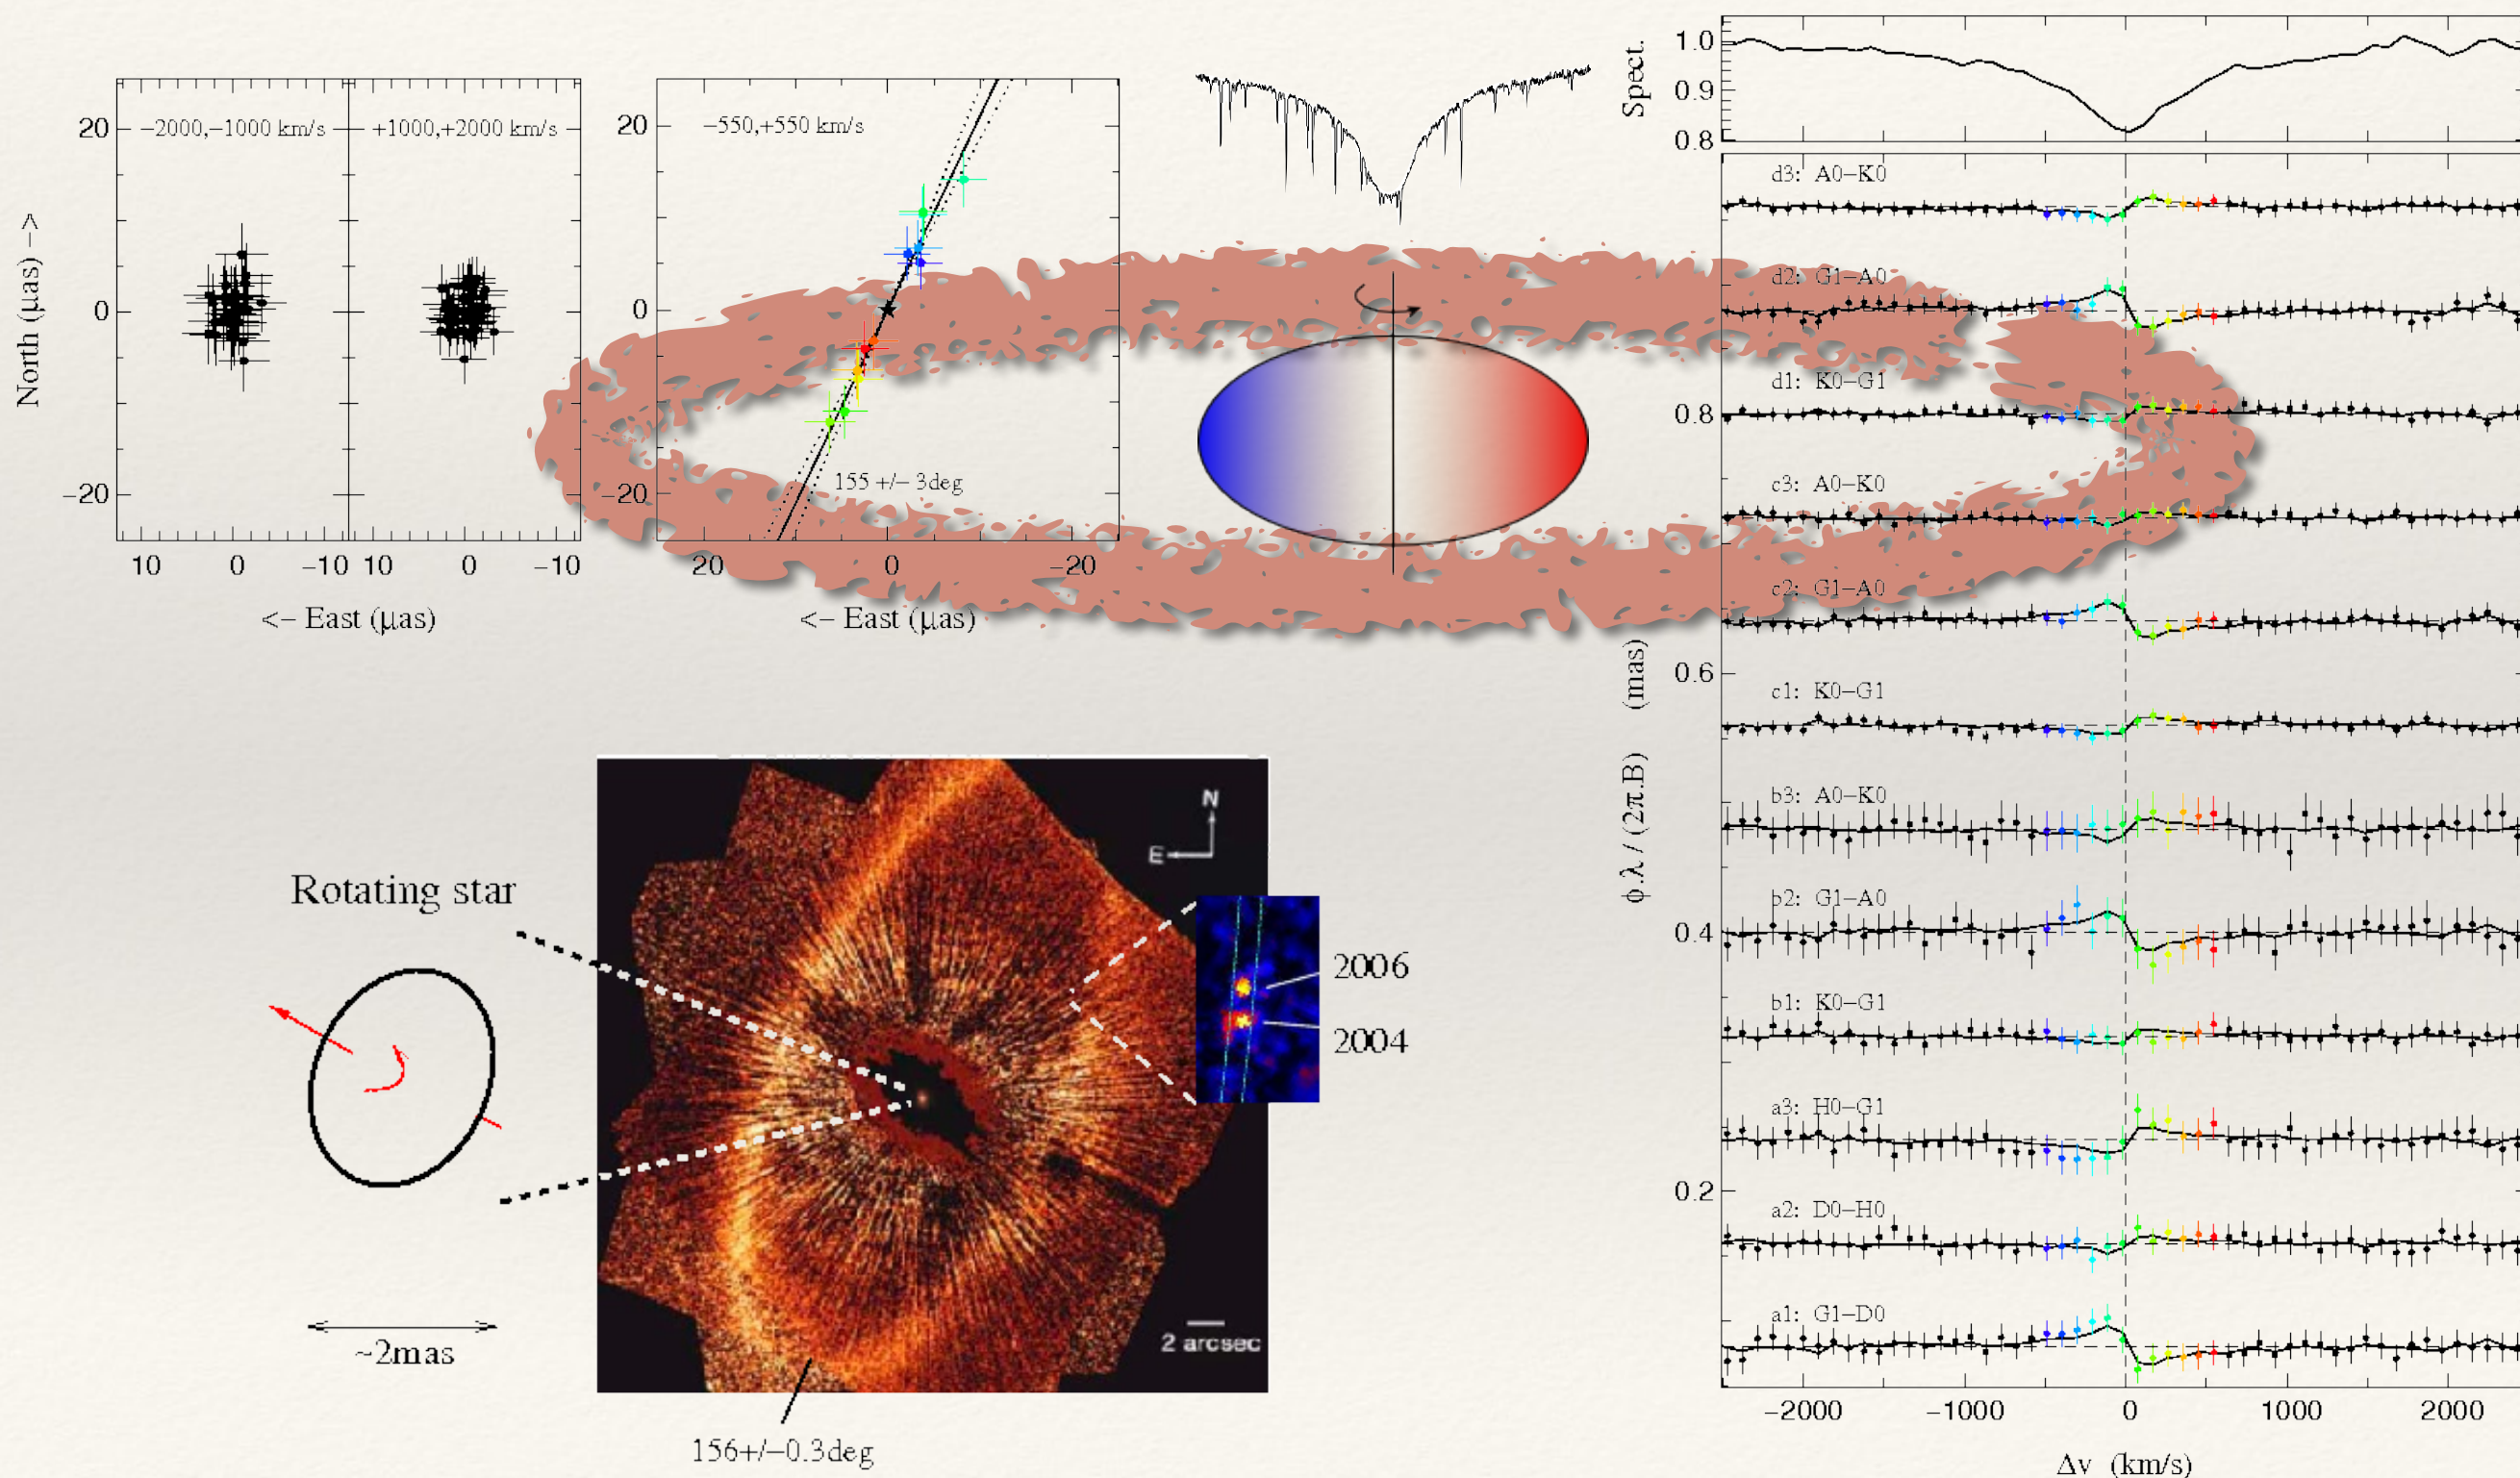 −2000,−1000 km/s
+1000,+2000 km/s
North (μas) −>
20
0
−20
10
0
−10
10
0
−10
<− East (μas)
−550,+550 km/s
20
0
−20
155 +/− 3deg
20
0
−20
<− East (μas)
Spect.
1.0
0.9
0.8
d3: A0−K0
d2: G1−A0
d1: K0−G1
c3: A0−K0
c2: G1−A0
c1: K0−G1
b3: A0−K0
b2: G1−A0
b1: K0−G1
a3: H0−G1
a2: D0−H0
a1: G1−D0
0.8
0.6
0.4
0.2
ϕ.λ / (2π.B) (mas)
−2000
−1000
0
1000
2000
Δv (km/s)
Rotating star
~2mas
N
E
2 arcsec
2006
2004
156+/−0.3deg